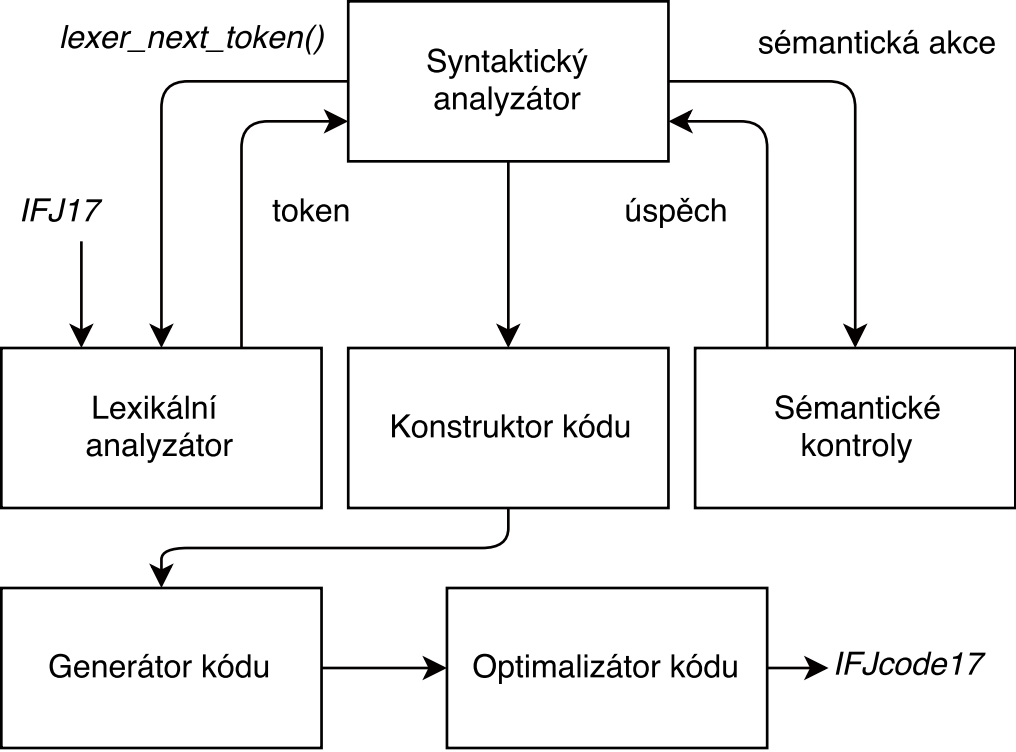 lexer_next_token()
Syntaktický
analyzátor
sémantická akce
IFJ17
token
úspěch
Lexikální
analyzátor
Konstruktor kódu
Sémantické
kontroly
Generátor kódu
Optimalizátor kódu
IFJcode17